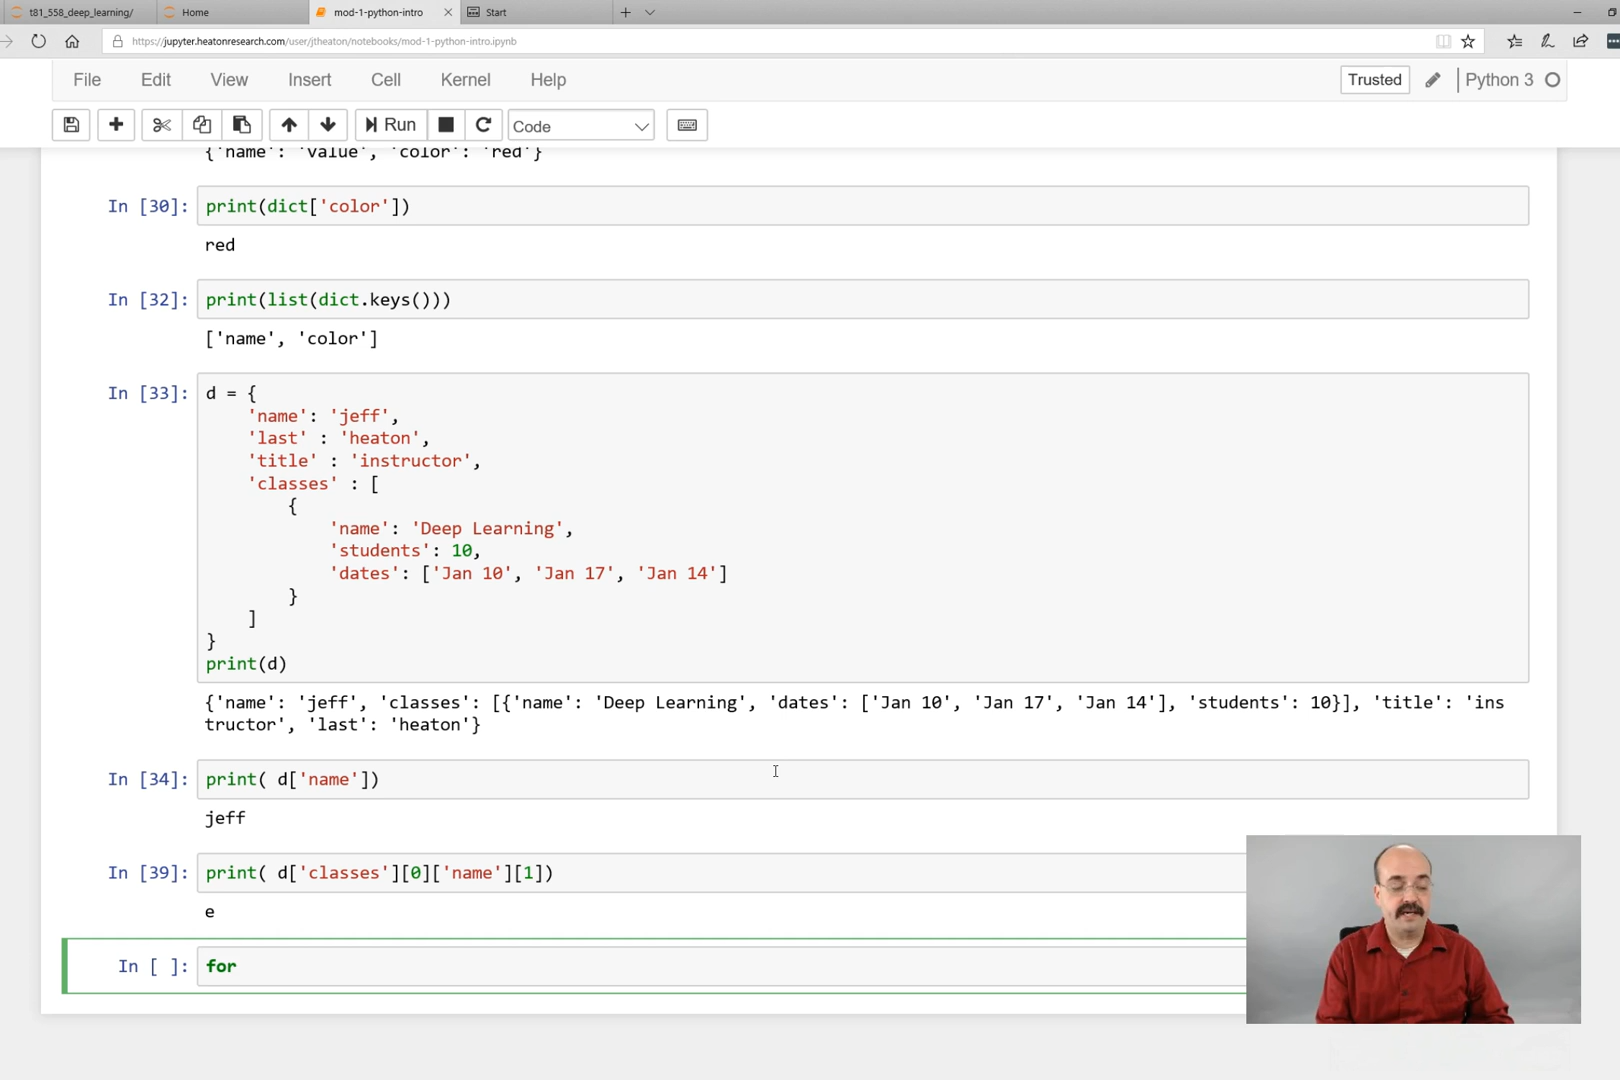 t81_558_deep_learning/
Home
mod-1-python-intro
Start
https://jupyter.heatonresearch.com/user/jtheaton/notebooks/mod-1-python-intro.ipynb
File Edit View Insert Cell Kernel Help
Trusted
Python 3
Run
Code
{'name': 'value', 'color': 'red'}
In [30]: print(dict['color'])
red
In [32]: print(list(dict.keys()))
['name', 'color']
In [33]: d = {
'name': 'jeff',
'last' : 'heaton',
'title' : 'instructor',
'classes' : [
{
'name': 'Deep Learning',
'students': 10,
'dates': ['Jan 10', 'Jan 17', 'Jan 14']
}
]
}
print(d)
{'name': 'jeff', 'classes': [{'name': 'Deep Learning', 'dates': ['Jan 10', 'Jan 17', 'Jan 14'], 'students': 10}], 'title': 'ins
tructor', 'last': 'heaton'}
In [34]: print( d['name'])
jeff
In [39]: print( d['classes'][0]['name'][1])
e
In [ ]: for